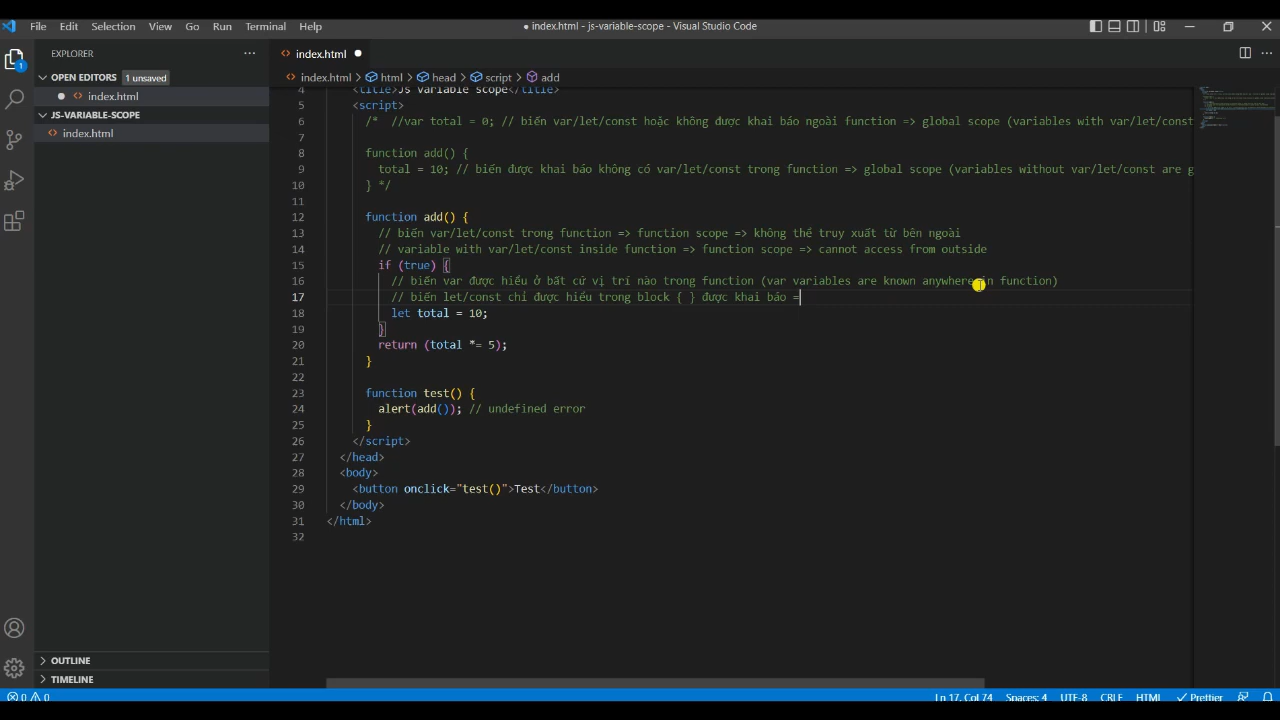 File Edit Selection View Go Run Terminal Help
● index.html - js-variable-scope - Visual Studio Code
EXPLORER
OPEN EDITORS 1 unsaved
index.html
JS-VARIABLE-SCOPE
index.html
OUTLINE
TIMELINE
1
index.html
index.html > html > head > script > add
4 <title>Js variable scope</title>
5 <script>
6 /* //var total = 0; // biến var/let/const hoặc không được khai báo ngoài function => global scope (variables with var/let/const
7
8 function add() {
9 total = 10; // biến được khai báo không có var/let/const trong function => global scope (variables without var/let/const are g
10 } */
11
12 function add() {
13 // biến var/let/const trong function => function scope => không thể truy xuất từ bên ngoài
14 // variable with var/let/const inside function => function scope => cannot access from outside
15 if (true) {
16 // biến var được hiểu ở bất cứ vị trí nào trong function (var variables are known anywhere in function)
17 // biến let/const chỉ được hiểu trong block { } được khai báo =
18 let total = 10;
19 }
20 return (total *= 5);
21 }
22
23 function test() {
24 alert(add()); // undefined error
25 }
26 </script>
27 </head>
28 <body>
29 <button onclick="test()">Test</button>
30 </body>
31 </html>
32
0 0 Ln 17, Col 74 Spaces: 4 UTF-8 CRLF HTML Prettier